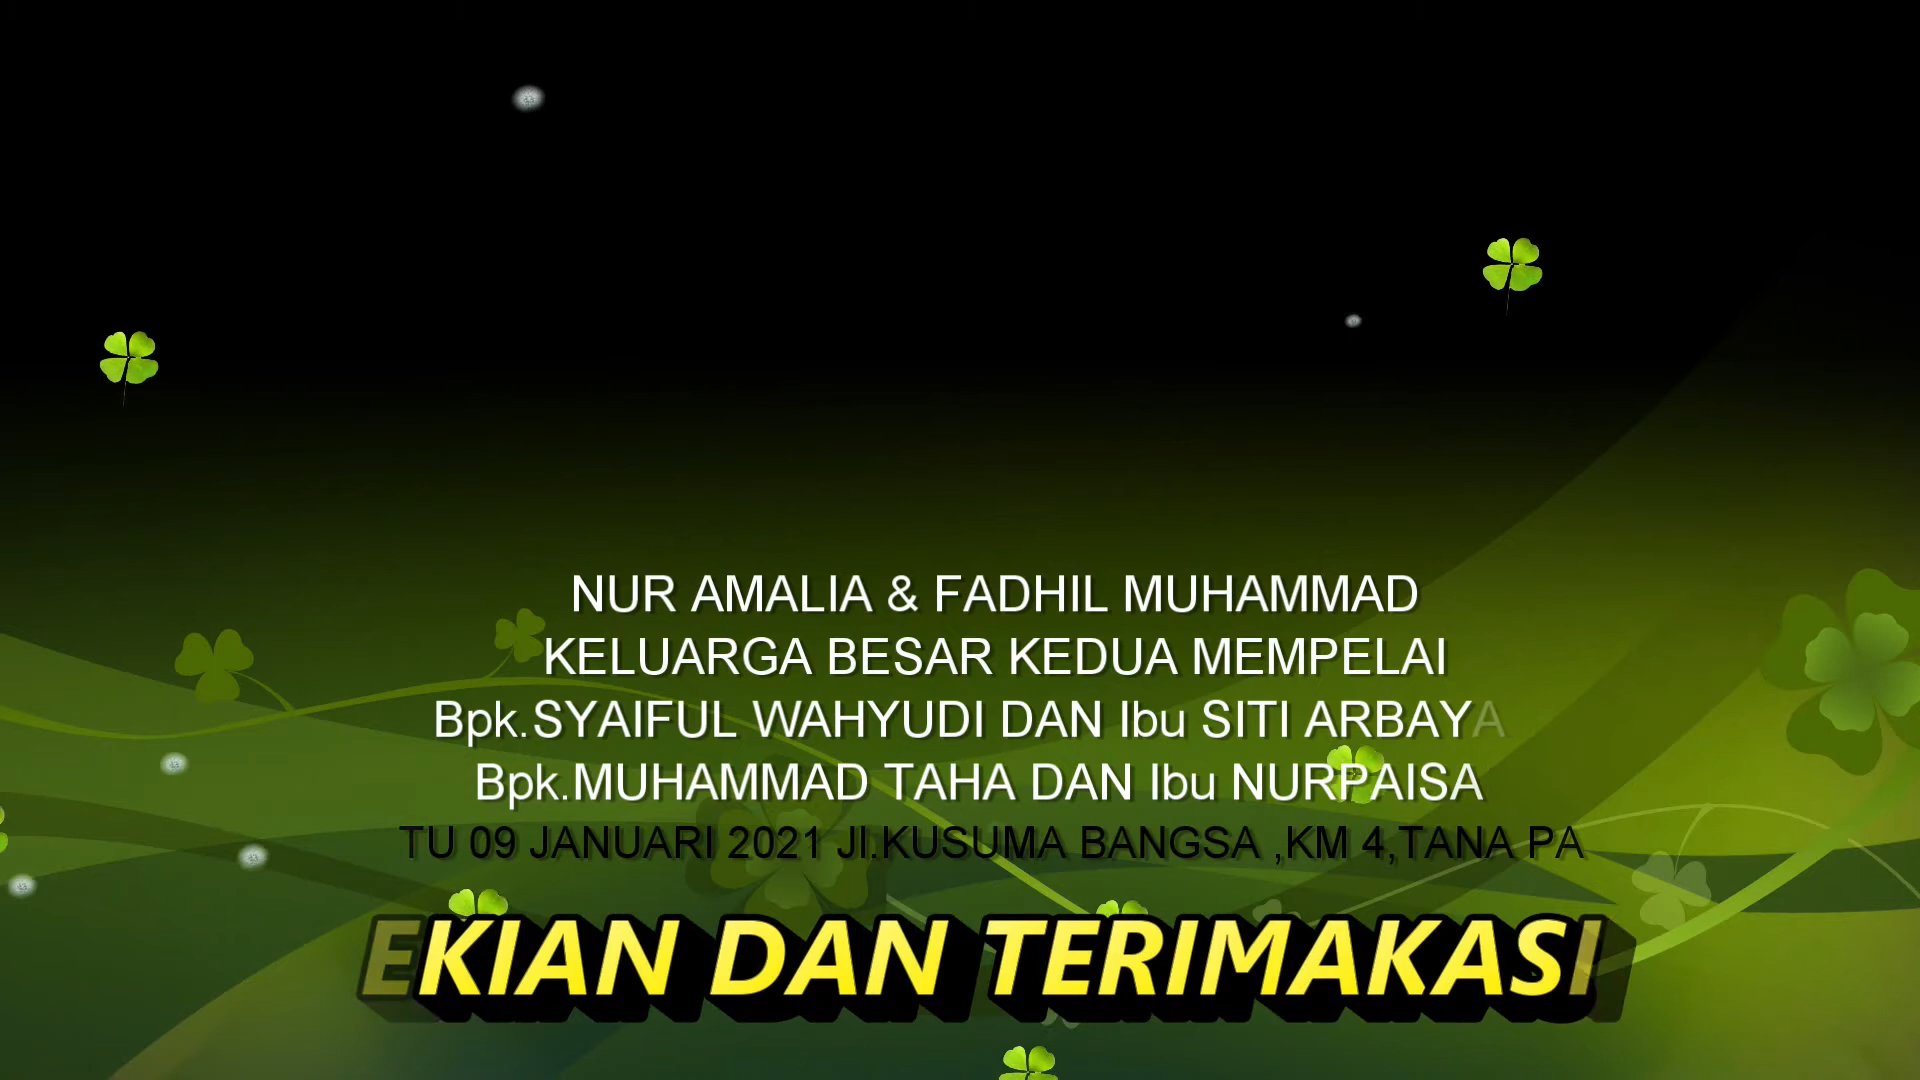 NUR AMALIA & FADHIL MUHAMMAD
KELUARGA BESAR KEDUA MEMPELAI
Bpk.SYAIFUL WAHYUDI DAN Ibu SITI ARBAYA
Bpk.MUHAMMAD TAHA DAN Ibu NURPAISA
TU 09 JANUARI 2021 Jl.KUSUMA BANGSA ,KM 4,TANA PA
EKIAN DAN TERIMAKASI